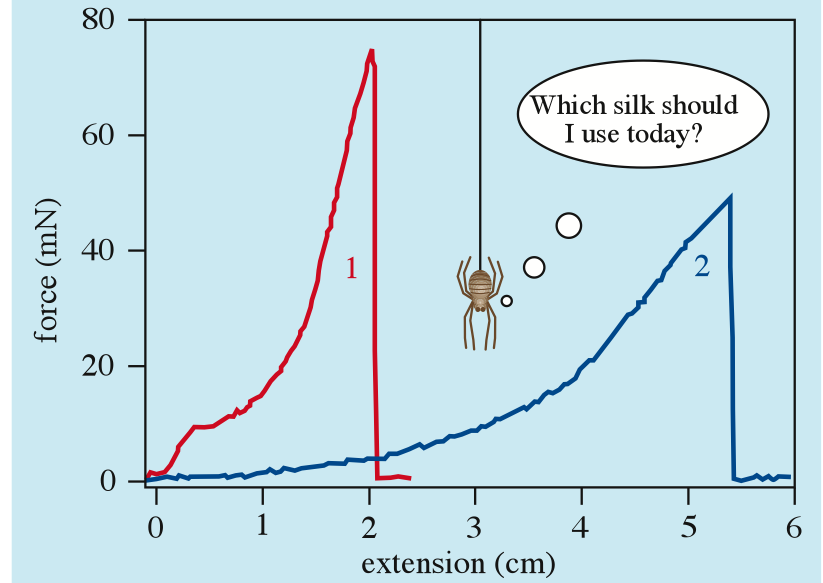 80
60
40
20
0
force (mN)
Which silk should
I use today?
1
2
0 1 2 3 4 5 6
extension (cm)